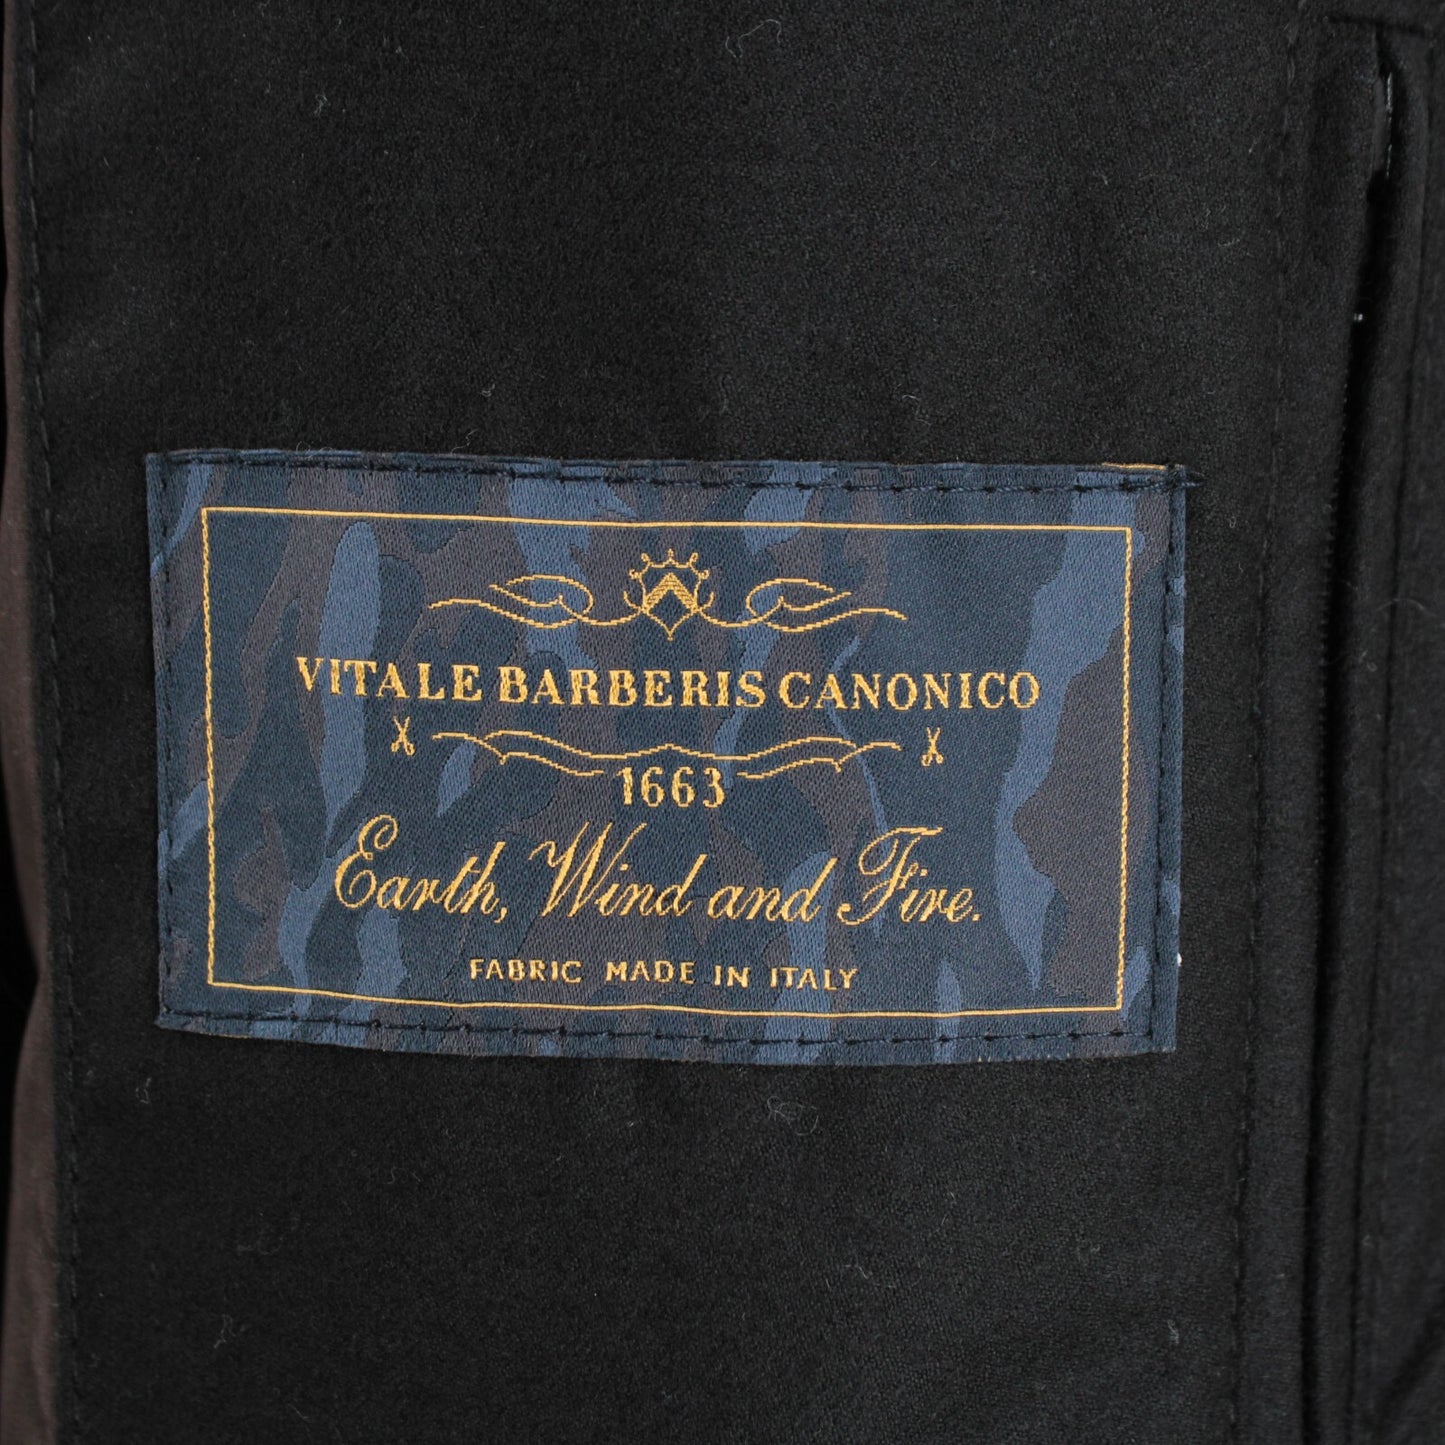 VITALE BARBERIS CANONICO
1663
Earth, Wind and Fire.
FABRIC MADE IN ITALY